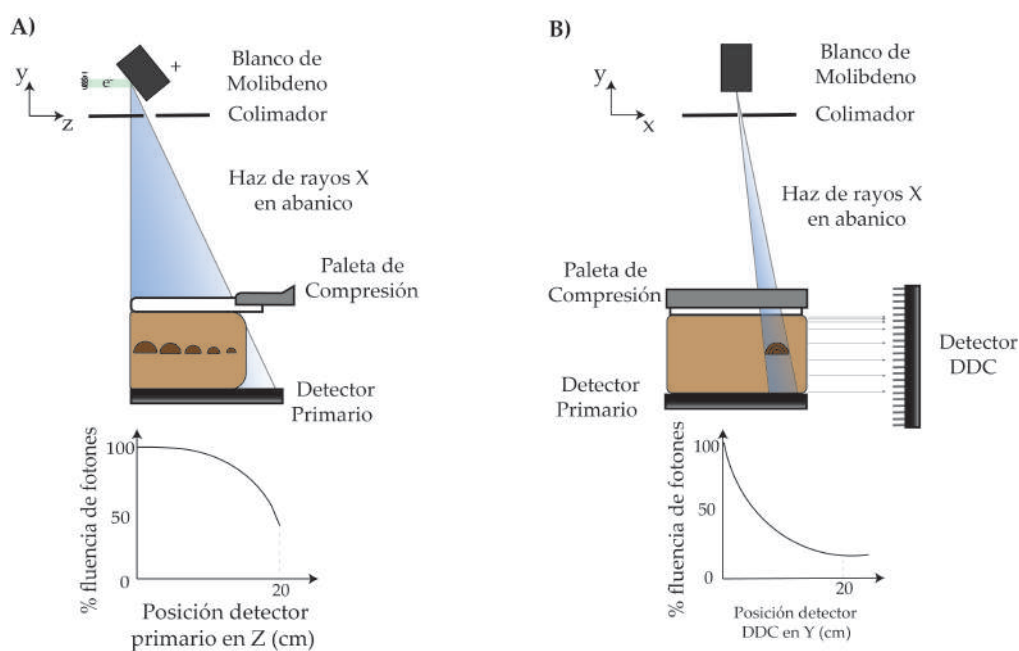 A)
y
z
e-
+
Blanco de
Molibdeno
Colimador
Haz de rayos X
en abanico
Paleta de
Compresión
Detector
Primario
% fluencia de fotones
100
50
0
20
Posición detector
primario en Z (cm)
B)
y
x
Blanco de
Molibdeno
Colimador
Haz de rayos X
en abanico
Paleta de
Compresión
Detector
DDC
Detector
Primario
% fluencia de fotones
100
50
0
20
Posición detector
DDC en Y (cm)